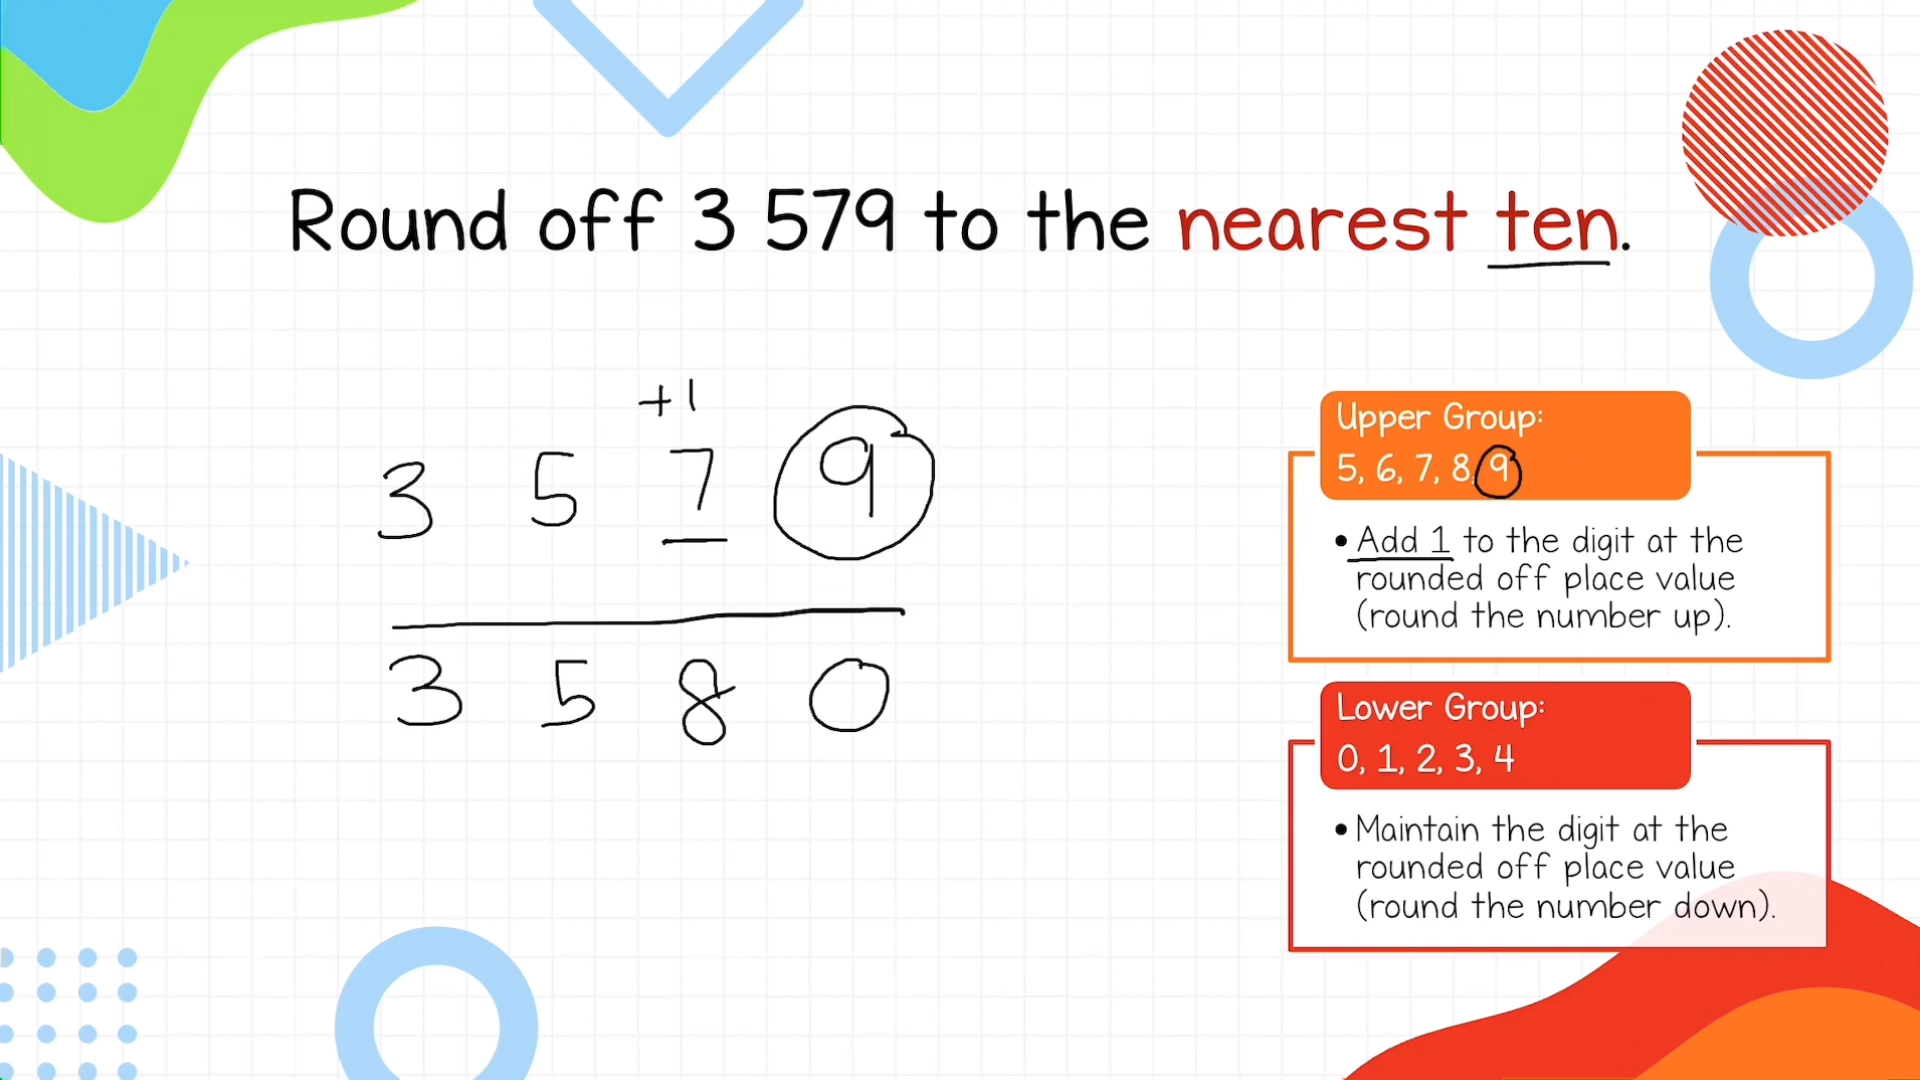 Round off 3 579 to the nearest ten.
+1
3 5 7 9
3 5 8 0
Upper Group:
5, 6, 7, 8, 9
• Add 1 to the digit at the
rounded off place value
(round the number up).
Lower Group:
0, 1, 2, 3, 4
• Maintain the digit at the
rounded off place value
(round the number down).